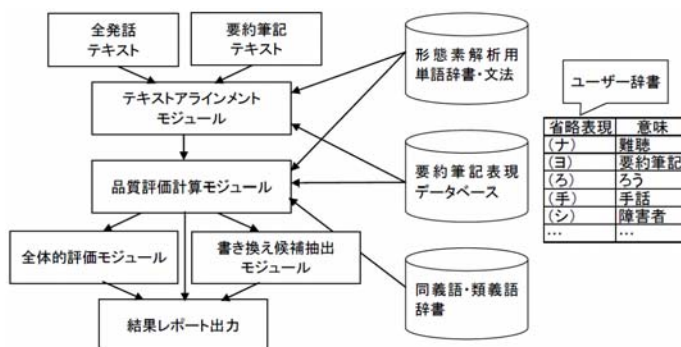 全発話
テキスト
要約筆記
テキスト
テキストアラインメント
モジュール
品質評価計算モジュール
全体的評価モジュール
書き換え候補抽出
モジュール
結果レポート出力
形態素解析用
単語辞書・文法
要約筆記表現
データベース
同義語・類義語
辞書
ユーザー辞書
省略表現 意味
(ナ) 難聴
(ヨ) 要約筆記
(ろ) ろう
(手) 手話
(シ) 障害者
… …